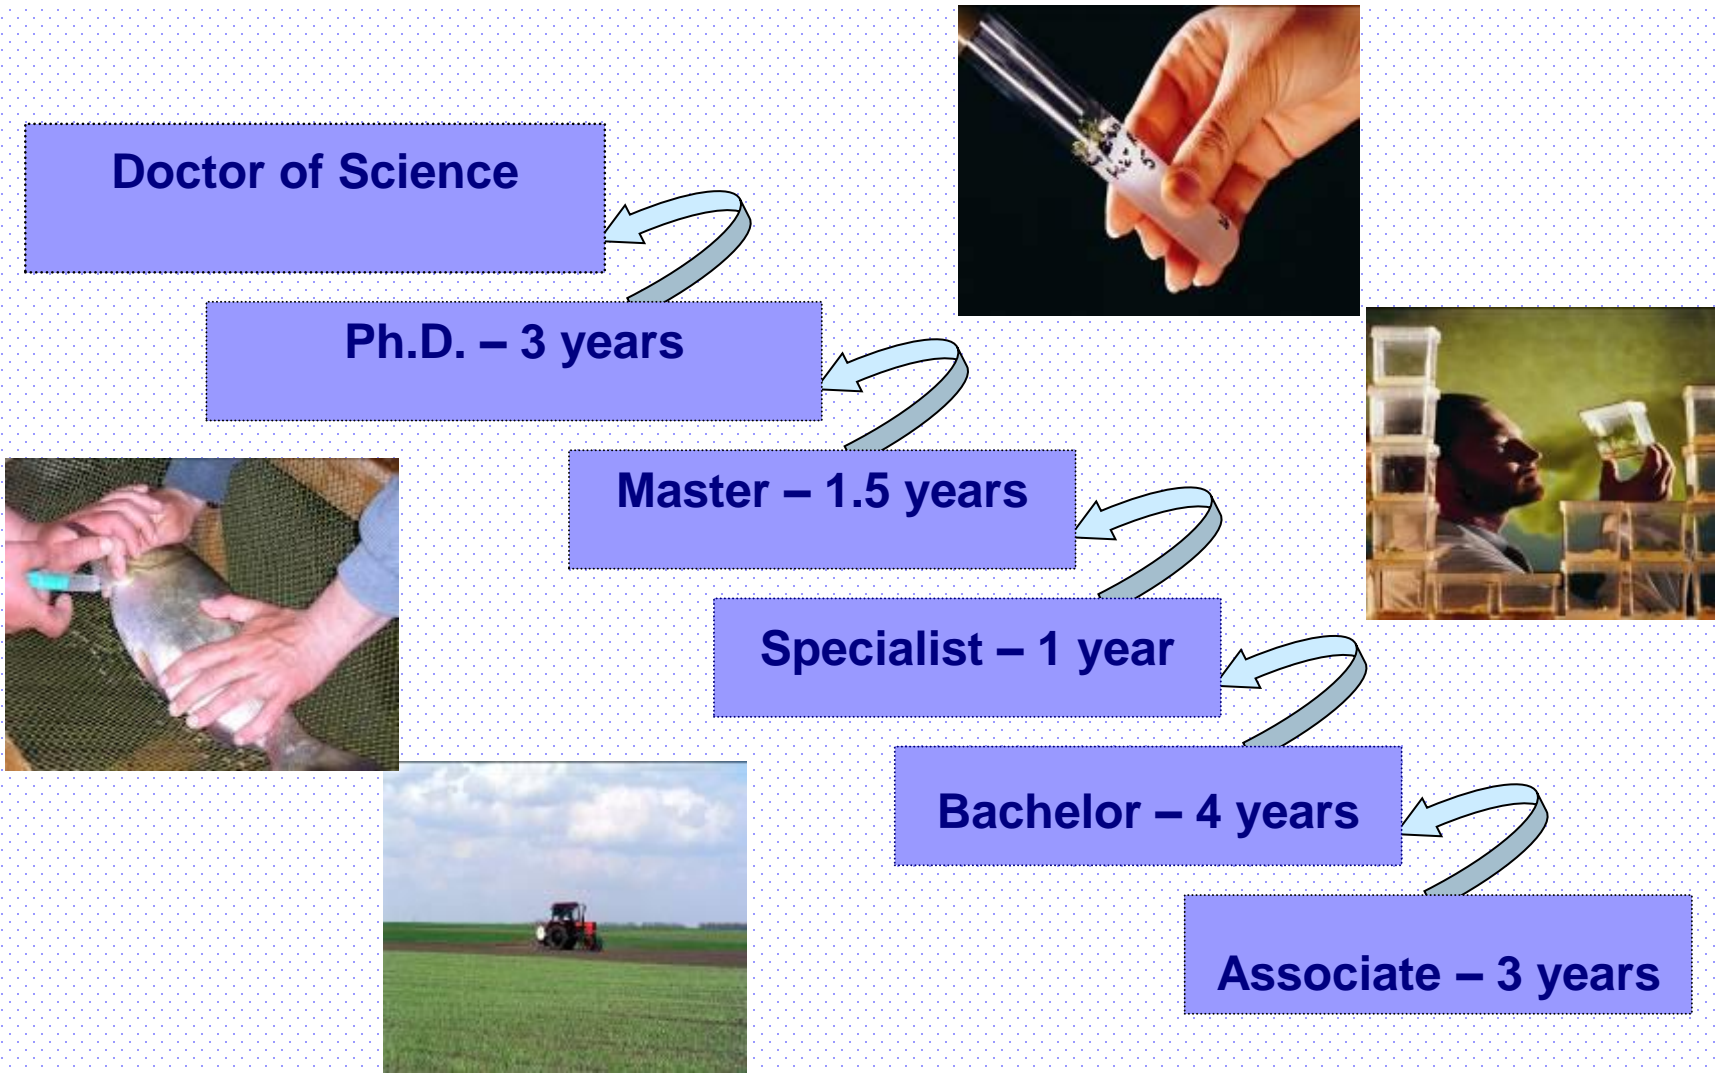 Doctor of Science
Ph.D. – 3 years
Master – 1.5 years
Specialist – 1 year
Bachelor – 4 years
Associate – 3 years